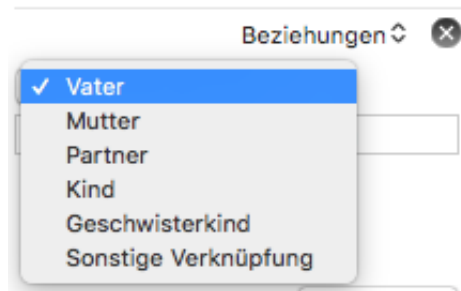 Beziehungen
✓ Vater
Mutter
Partner
Kind
Geschwisterkind
Sonstige Verknüpfung